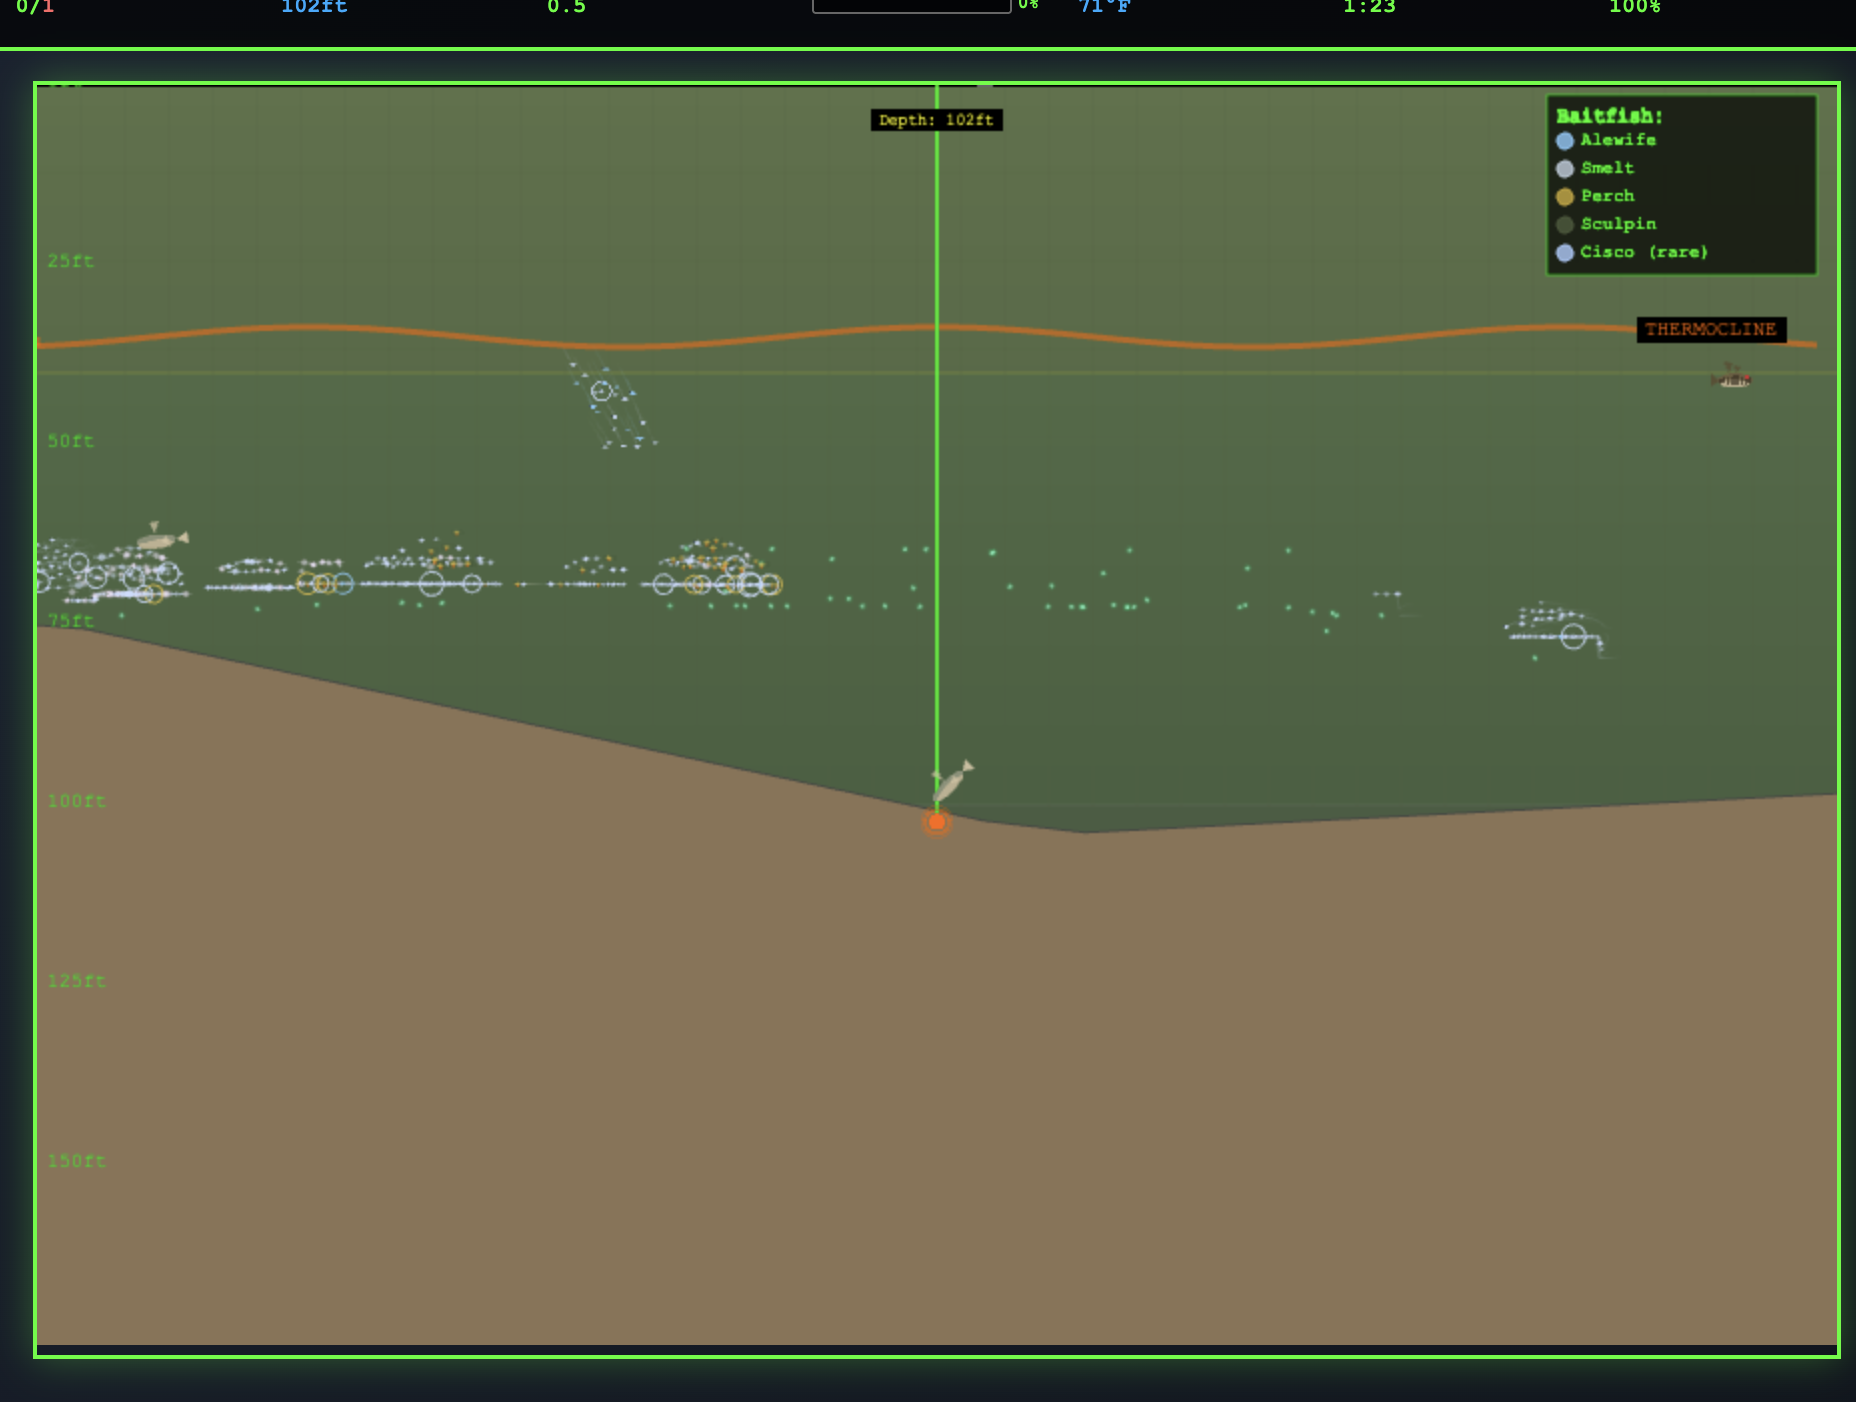 0/1 102ft 0.5 0% 71°F 1:23 100%
Depth: 102ft
Baitfish:
Alewife
Smelt
Perch
Sculpin
Cisco (rare)
25ft
THERMOCLINE
50ft
75ft
100ft
125ft
150ft